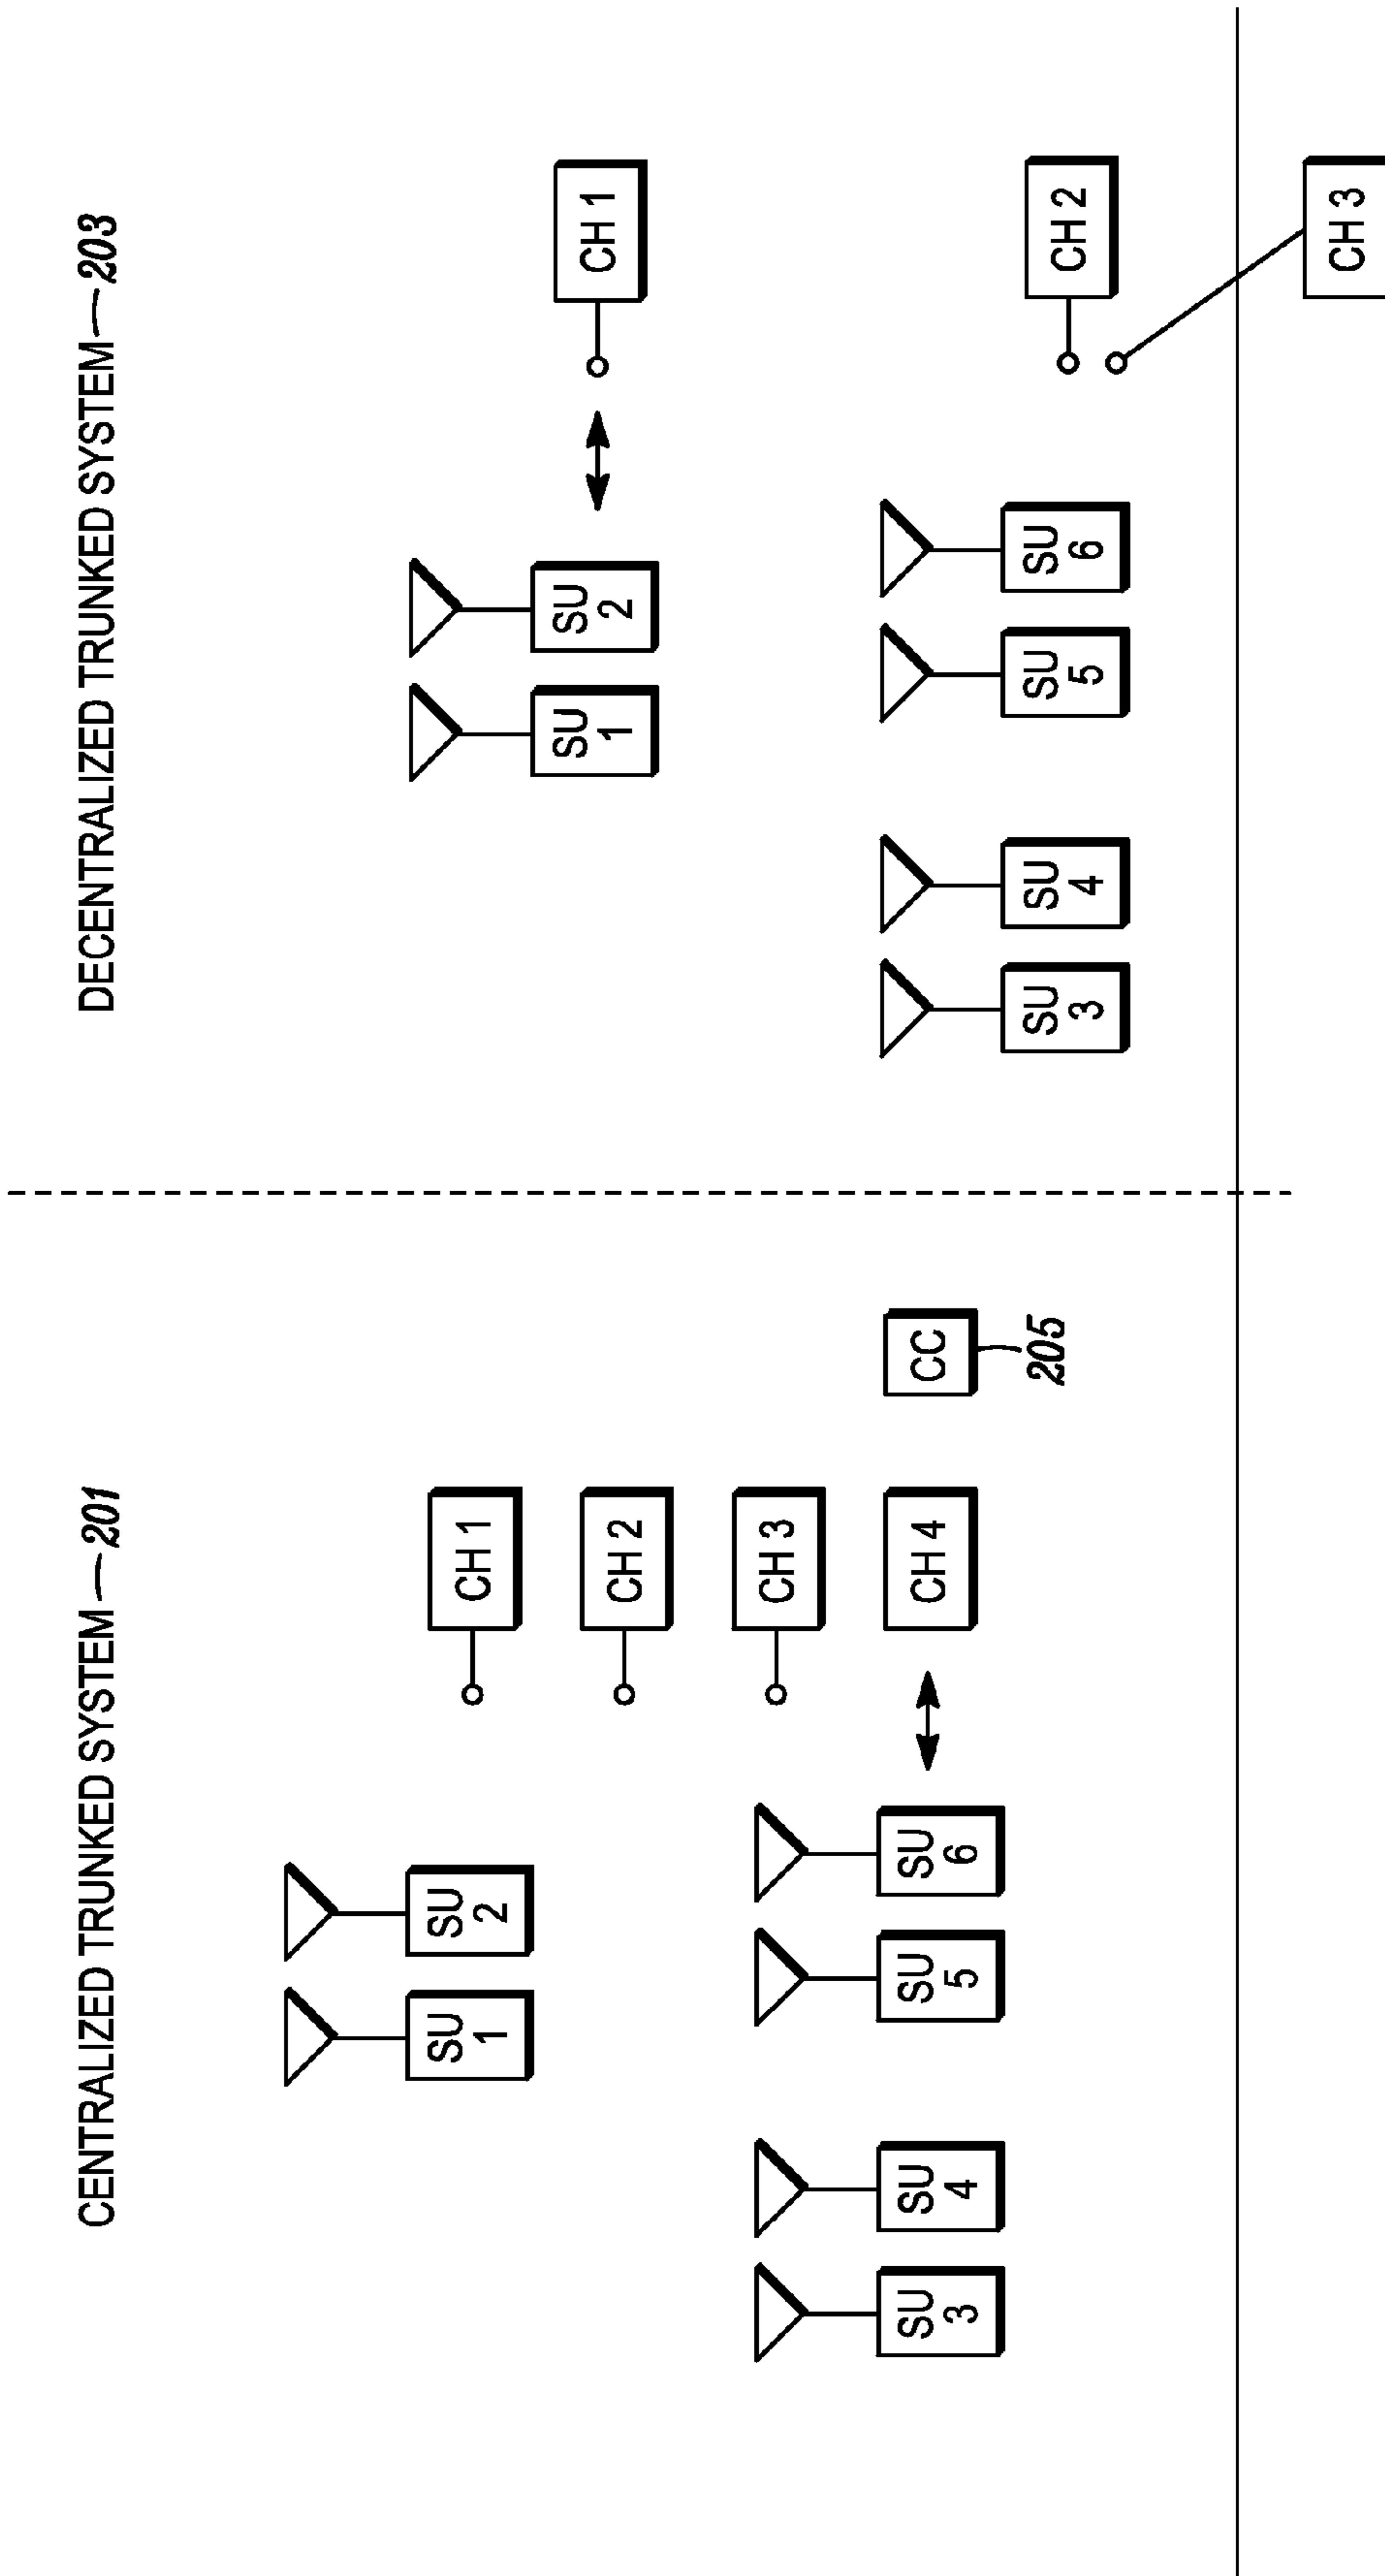 CENTRALIZED TRUNKED SYSTEM 201
SU
1
SU
2
CH 1
CH 2
CH 3
SU
3
SU
4
SU
5
SU
6
CH 4
CC
205
DECENTRALIZED TRUNKED SYSTEM 203
SU
1
SU
2
CH 1
SU
3
SU
4
SU
5
SU
6
CH 2
CH 3